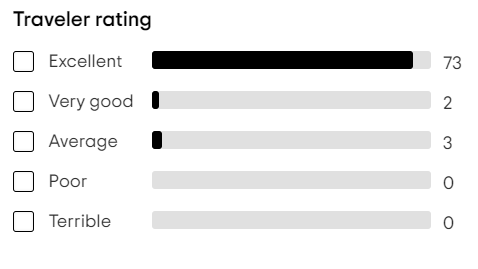 Traveler rating
Excellent 73
Very good 2
Average 3
Poor 0
Terrible 0